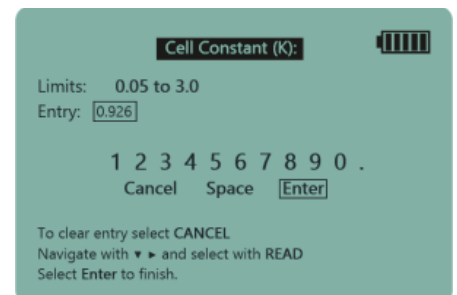 Cell Constant (K):
Limits: 0.05 to 3.0
Entry: 0.926
1 2 3 4 5 6 7 8 9 0 .
Cancel Space Enter
To clear entry select CANCEL
Navigate with ▼ ► and select with READ
Select Enter to finish.